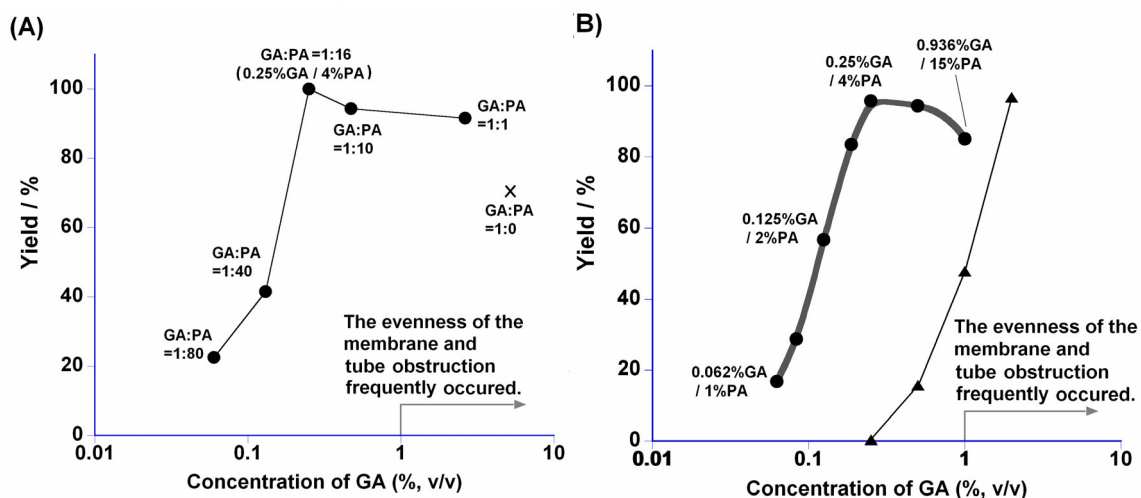 (A)
GA:PA=1:16
(0.25%GA / 4%PA)
GA:PA
=1:10
GA:PA
=1:1
GA:PA
=1:0
GA:PA
=1:40
GA:PA
=1:80
The evenness of the
membrane and
tube obstruction
frequently occured.
Yield / %
100
80
60
40
20
0
0.01
0.1
1
10
Concentration of GA (%, v/v)
B)
0.25%GA
/ 4%PA
0.936%GA
/ 15%PA
0.125%GA
/ 2%PA
0.062%GA
/ 1%PA
The evenness of the
membrane and
tube obstruction
frequently occured.
Yield / %
100
80
60
40
20
0
0.01
0.1
1
10
Concentration of GA (%, v/v)